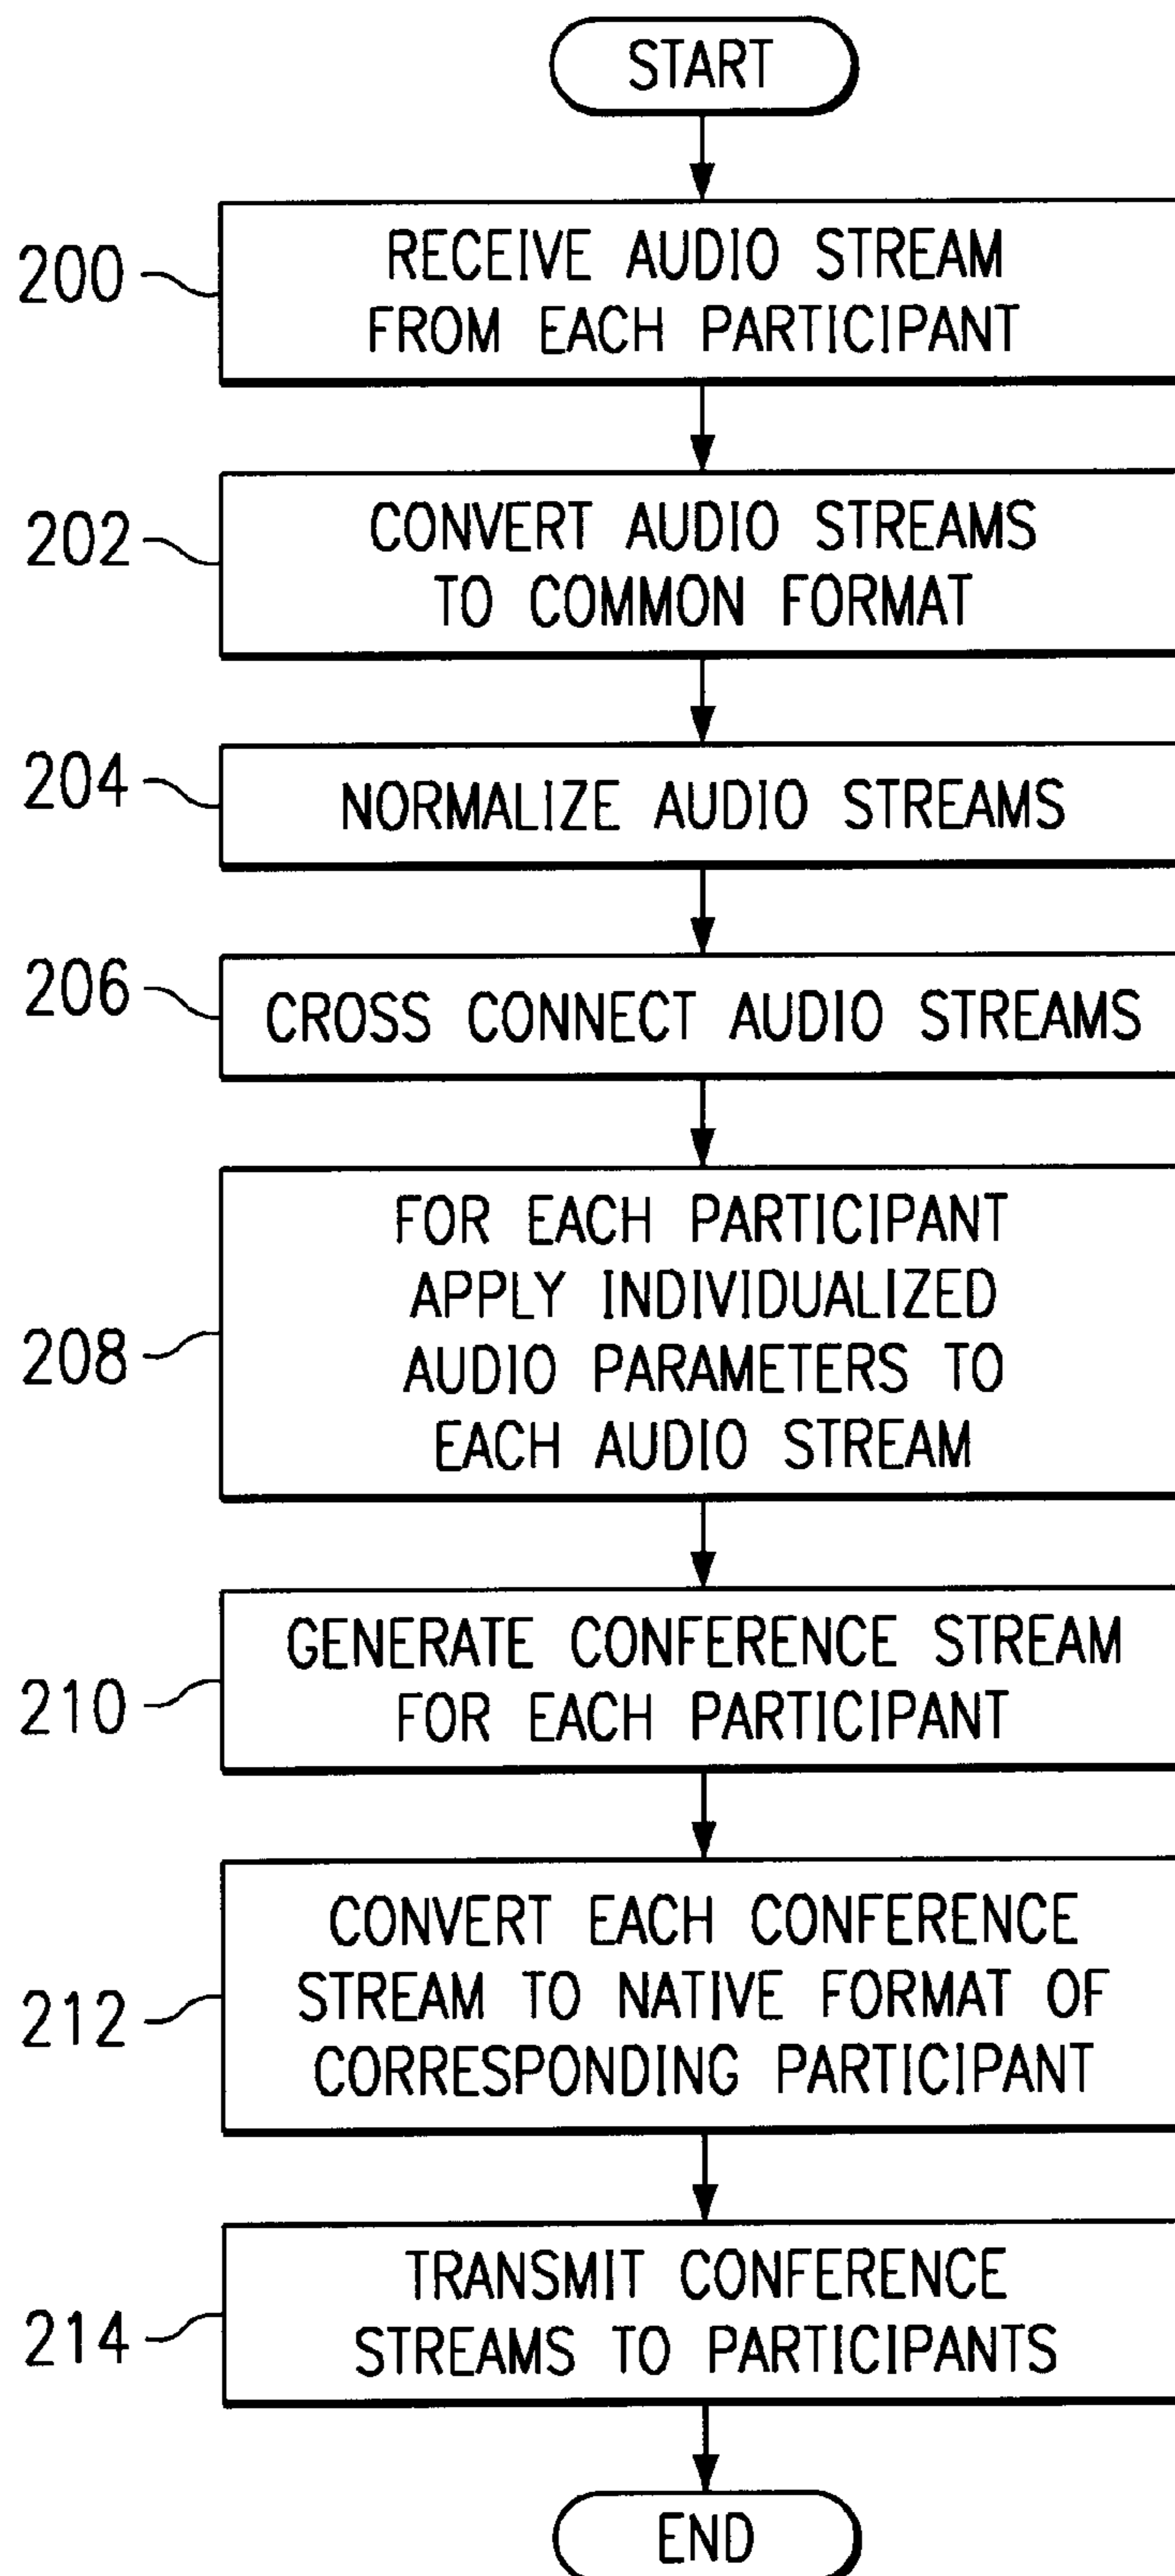 START
200
RECEIVE AUDIO STREAM
FROM EACH PARTICIPANT
202
CONVERT AUDIO STREAMS
TO COMMON FORMAT
204
NORMALIZE AUDIO STREAMS
206
CROSS CONNECT AUDIO STREAMS
208
FOR EACH PARTICIPANT
APPLY INDIVIDUALIZED
AUDIO PARAMETERS TO
EACH AUDIO STREAM
210
GENERATE CONFERENCE STREAM
FOR EACH PARTICIPANT
212
CONVERT EACH CONFERENCE
STREAM TO NATIVE FORMAT OF
CORRESPONDING PARTICIPANT
214
TRANSMIT CONFERENCE
STREAMS TO PARTICIPANTS
END